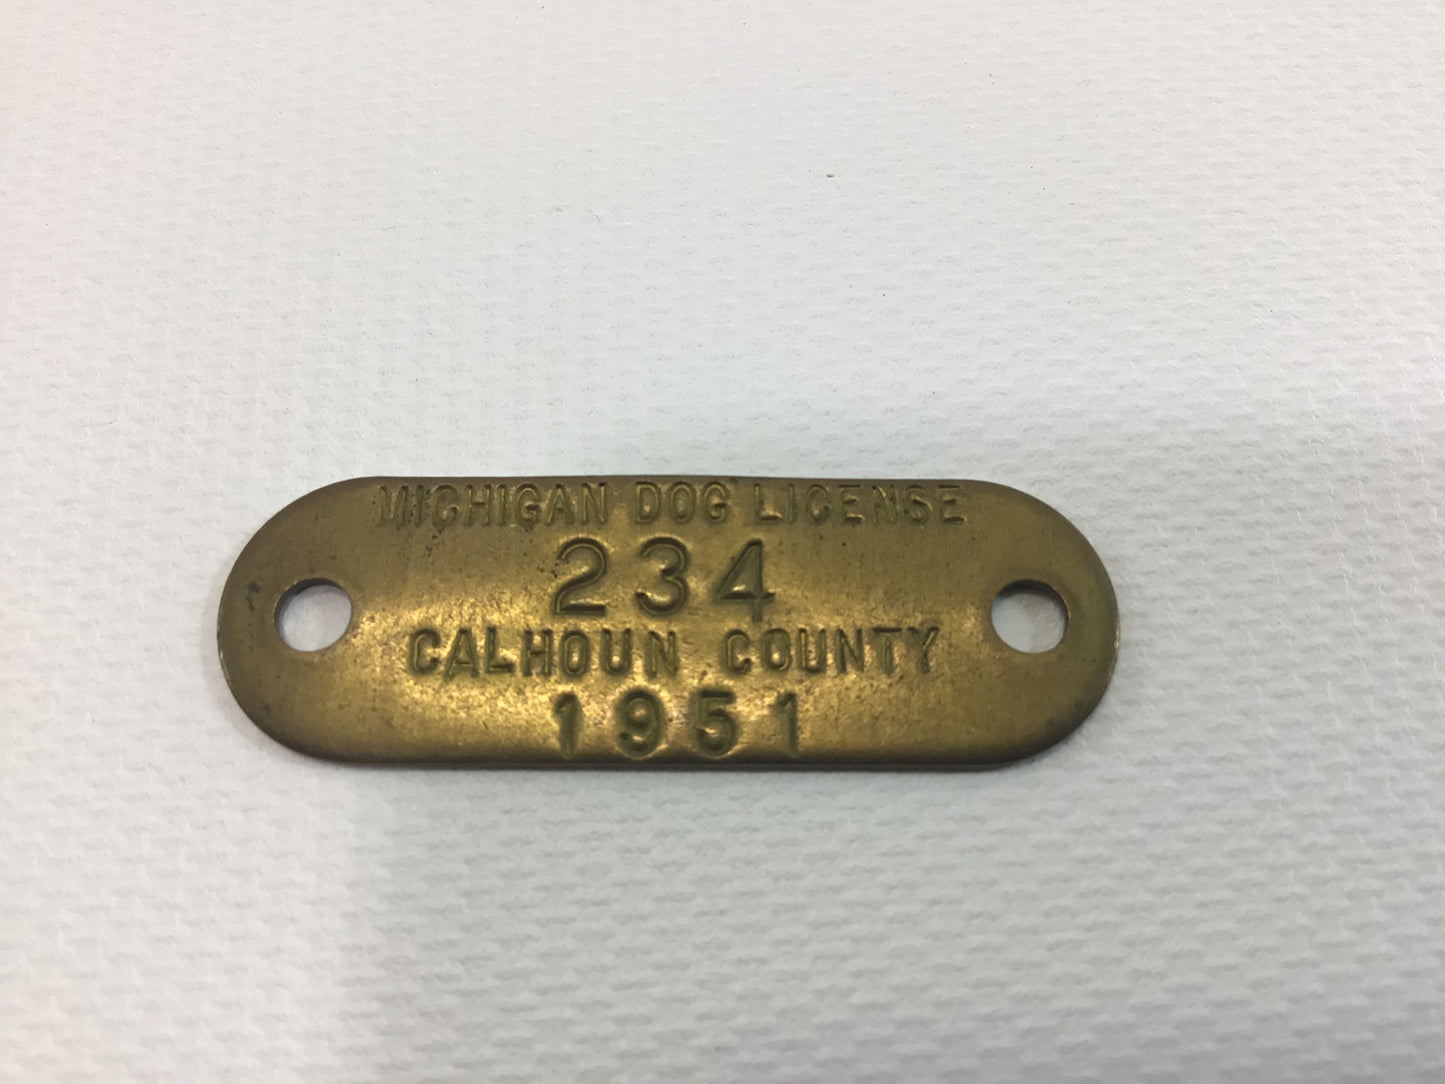 MICHIGAN DOG LICENSE
234
CALHOUN COUNTY
1951